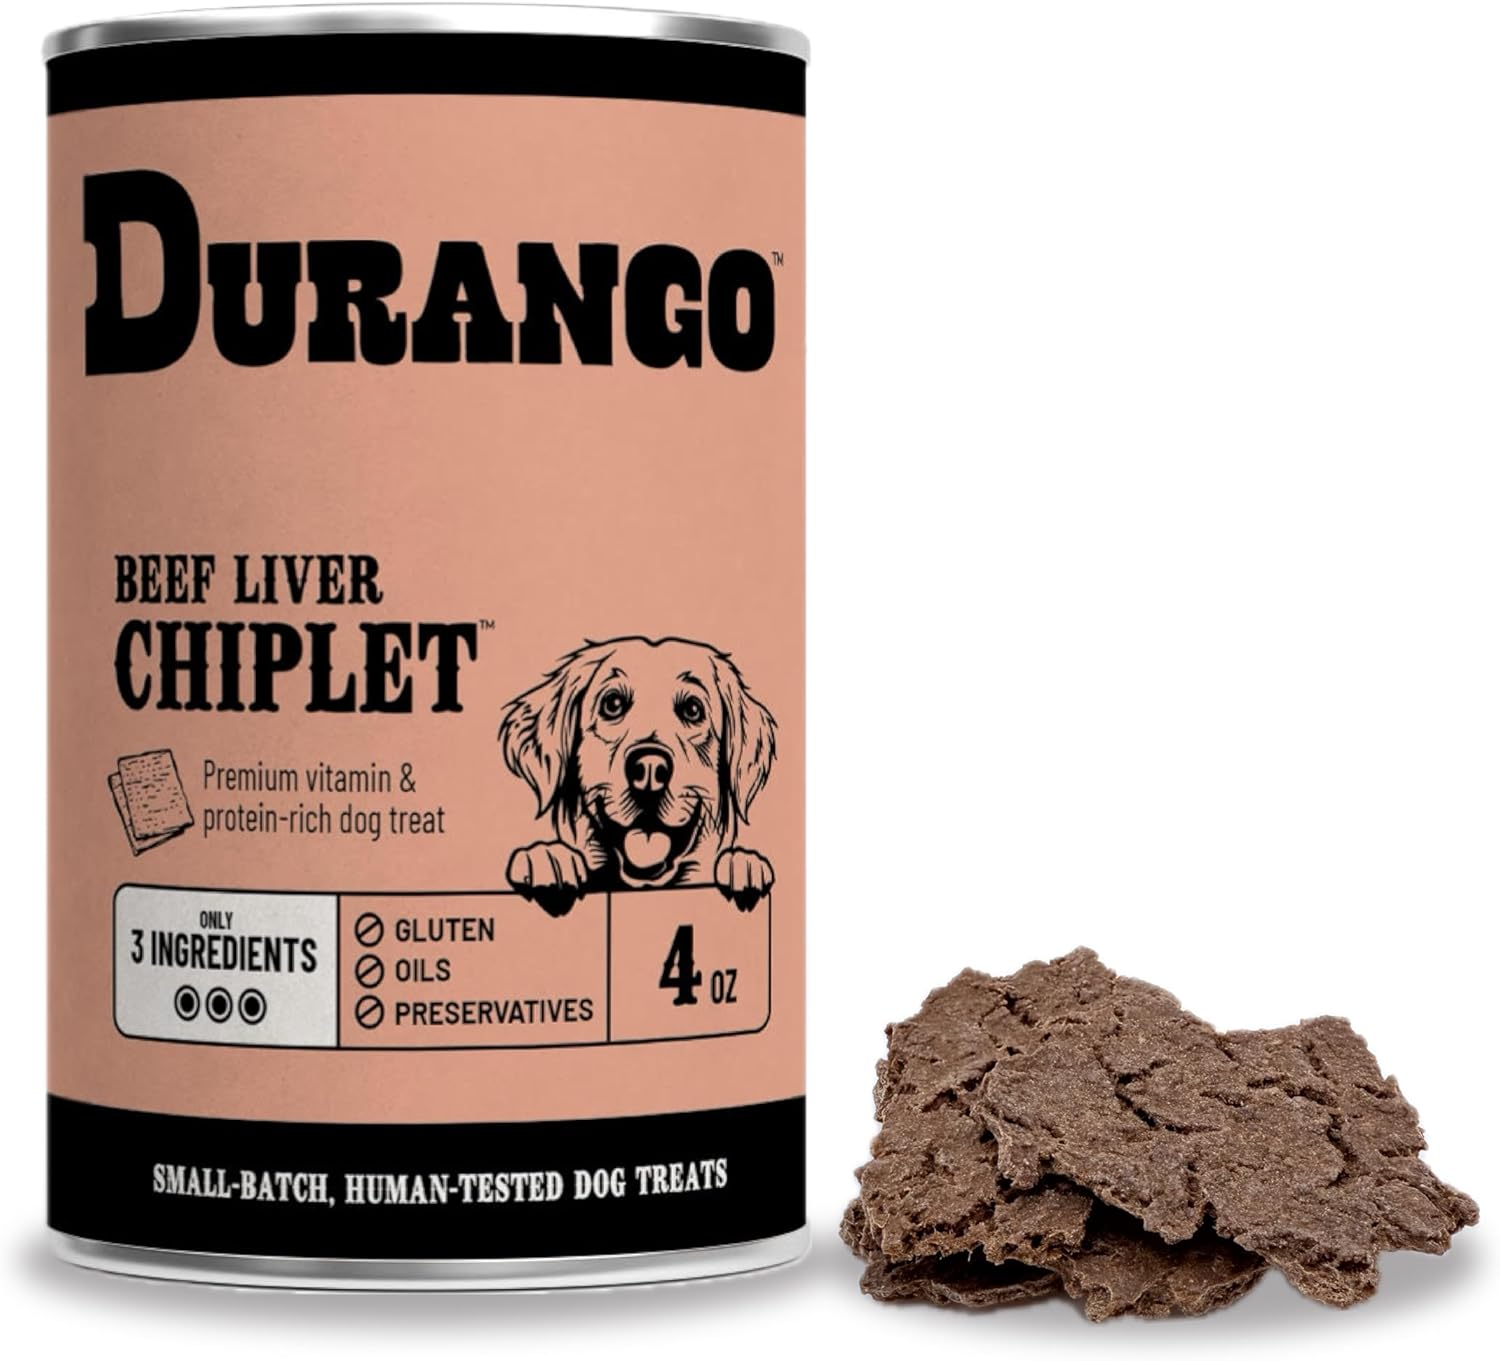 DURANGO™
BEEF LIVER
CHIPLET™
Premium vitamin &
protein-rich dog treat
ONLY
3 INGREDIENTS
GLUTEN
OILS
PRESERVATIVES
4 OZ
SMALL-BATCH, HUMAN-TESTED DOG TREATS